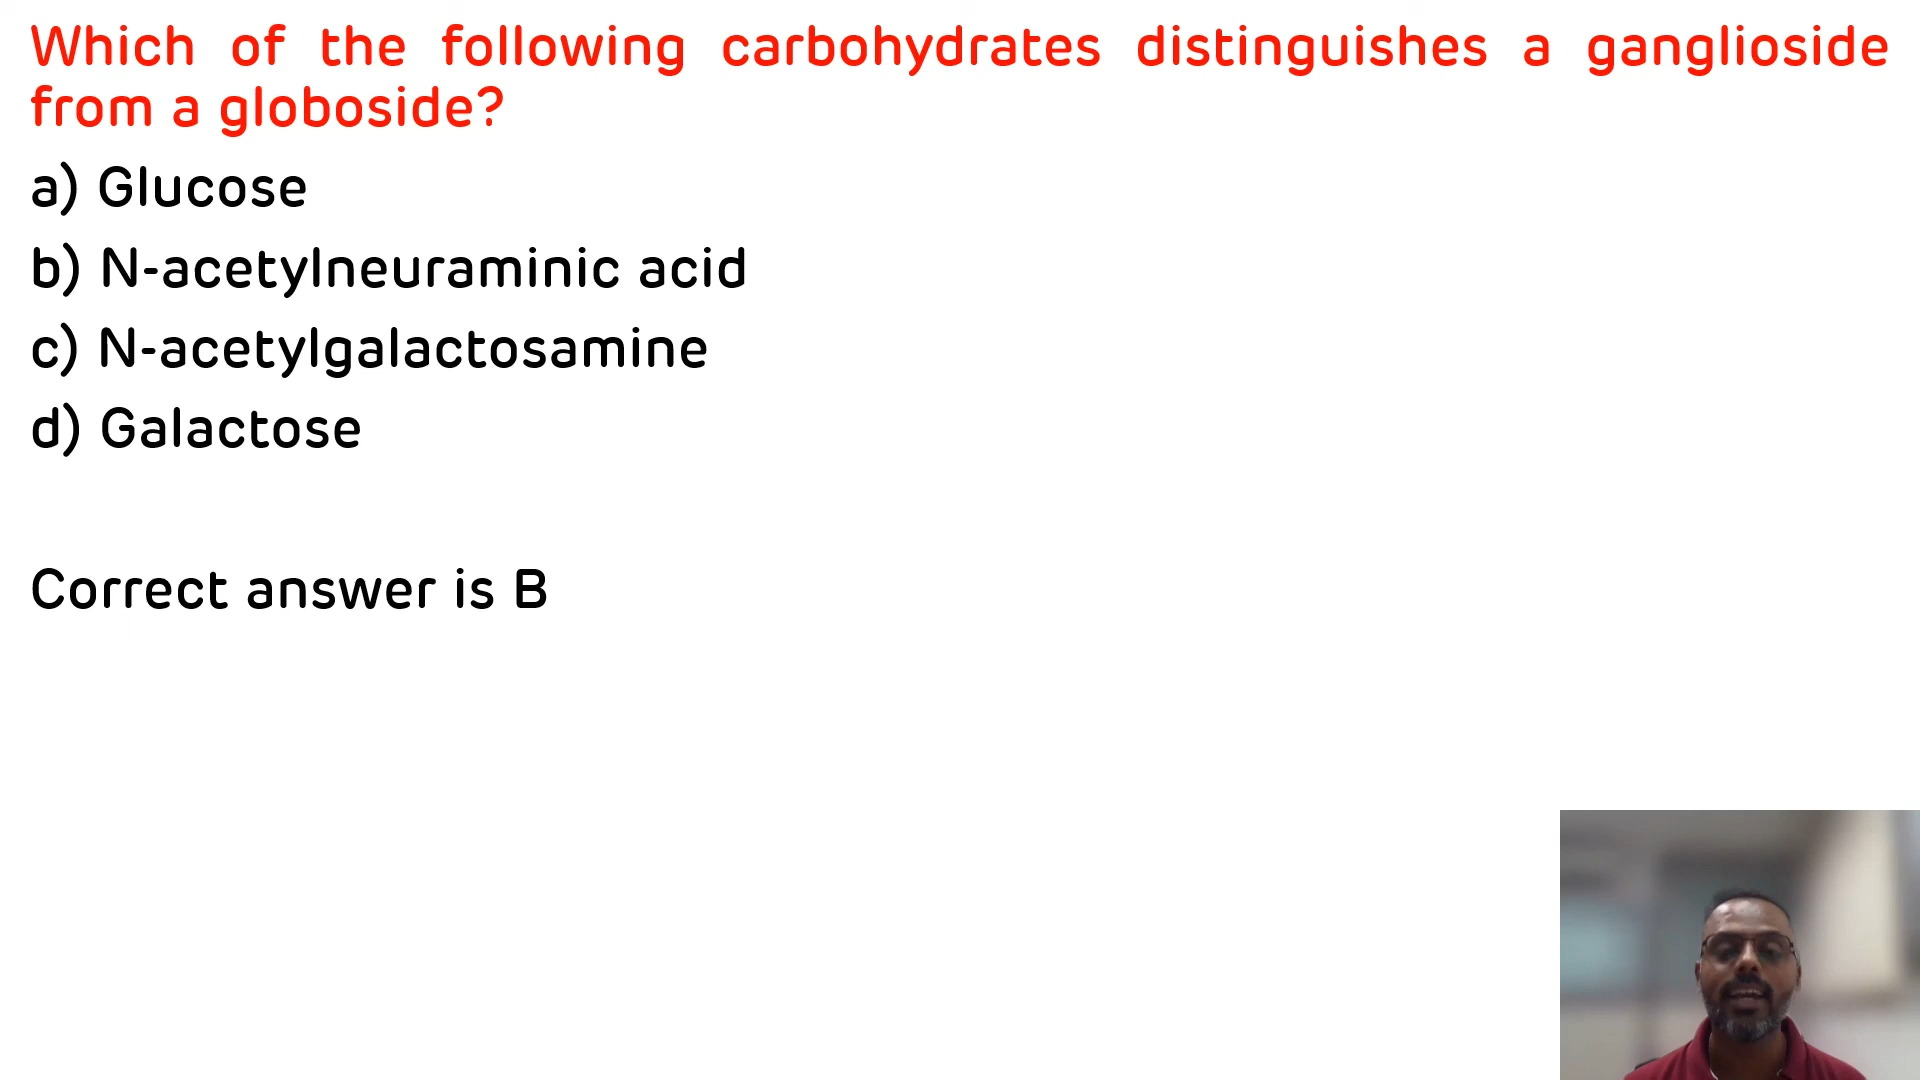 Which of the following carbohydrates distinguishes a ganglioside
from a globoside?
a) Glucose
b) N-acetylneuraminic acid
c) N-acetylgalactosamine
d) Galactose
Correct answer is B